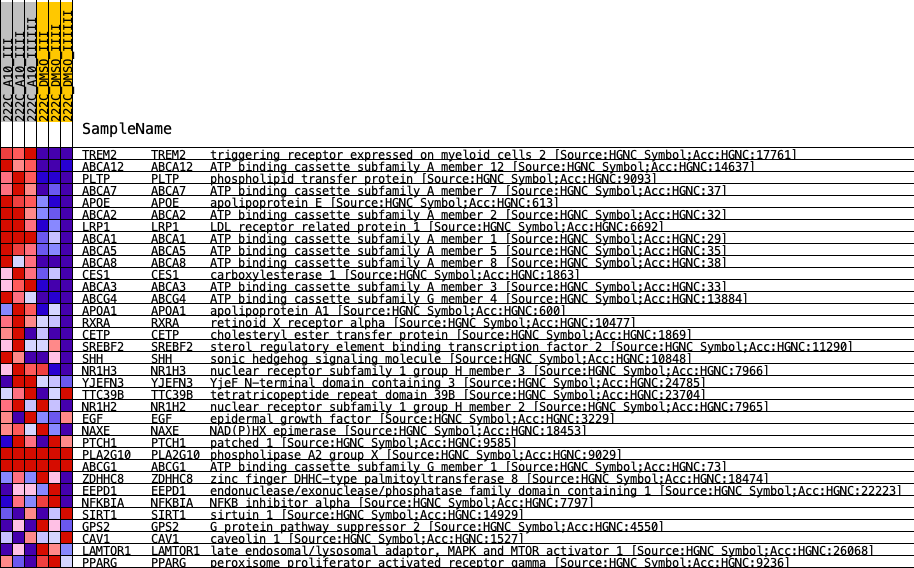 222C_A10_III
222C_A10_IIII
222C_A10_IIIIII
222C_DMSO_III
222C_DMSO_IIII
222C_DMSO_IIIIII
SampleName
TREM2 TREM2 triggering receptor expressed on myeloid cells 2 [Source:HGNC Symbol;Acc:HGNC:17761]
ABCA12 ABCA12 ATP binding cassette subfamily A member 12 [Source:HGNC Symbol;Acc:HGNC:14637]
PLTP PLTP phospholipid transfer protein [Source:HGNC Symbol;Acc:HGNC:9093]
ABCA7 ABCA7 ATP binding cassette subfamily A member 7 [Source:HGNC Symbol;Acc:HGNC:37]
APOE APOE apolipoprotein E [Source:HGNC Symbol;Acc:HGNC:613]
ABCA2 ABCA2 ATP binding cassette subfamily A member 2 [Source:HGNC Symbol;Acc:HGNC:32]
LRP1 LRP1 LDL receptor related protein 1 [Source:HGNC Symbol;Acc:HGNC:6692]
ABCA1 ABCA1 ATP binding cassette subfamily A member 1 [Source:HGNC Symbol;Acc:HGNC:29]
ABCA5 ABCA5 ATP binding cassette subfamily A member 5 [Source:HGNC Symbol;Acc:HGNC:35]
ABCA8 ABCA8 ATP binding cassette subfamily A member 8 [Source:HGNC Symbol;Acc:HGNC:38]
CES1 CES1 carboxylesterase 1 [Source:HGNC Symbol;Acc:HGNC:1863]
ABCA3 ABCA3 ATP binding cassette subfamily A member 3 [Source:HGNC Symbol;Acc:HGNC:33]
ABCG4 ABCG4 ATP binding cassette subfamily G member 4 [Source:HGNC Symbol;Acc:HGNC:13884]
APOA1 APOA1 apolipoprotein A1 [Source:HGNC Symbol;Acc:HGNC:600]
RXRA RXRA retinoid X receptor alpha [Source:HGNC Symbol;Acc:HGNC:10477]
CETP CETP cholesteryl ester transfer protein [Source:HGNC Symbol;Acc:HGNC:1869]
SREBF2 SREBF2 sterol regulatory element binding transcription factor 2 [Source:HGNC Symbol;Acc:HGNC:11290]
SHH SHH sonic hedgehog signaling molecule [Source:HGNC Symbol;Acc:HGNC:10848]
NR1H3 NR1H3 nuclear receptor subfamily 1 group H member 3 [Source:HGNC Symbol;Acc:HGNC:7966]
YJEFN3 YJEFN3 YjeF N-terminal domain containing 3 [Source:HGNC Symbol;Acc:HGNC:24785]
TTC39B TTC39B tetratricopeptide repeat domain 39B [Source:HGNC Symbol;Acc:HGNC:23704]
NR1H2 NR1H2 nuclear receptor subfamily 1 group H member 2 [Source:HGNC Symbol;Acc:HGNC:7965]
EGF EGF epidermal growth factor [Source:HGNC Symbol;Acc:HGNC:3229]
NAXE NAXE NAD(P)HX epimerase [Source:HGNC Symbol;Acc:HGNC:18453]
PTCH1 PTCH1 patched 1 [Source:HGNC Symbol;Acc:HGNC:9585]
PLA2G10 PLA2G10 phospholipase A2 group X [Source:HGNC Symbol;Acc:HGNC:9029]
ABCG1 ABCG1 ATP binding cassette subfamily G member 1 [Source:HGNC Symbol;Acc:HGNC:73]
ZDHHC8 ZDHHC8 zinc finger DHHC-type palmitoyltransferase 8 [Source:HGNC Symbol;Acc:HGNC:18474]
EEPD1 EEPD1 endonuclease/exonuclease/phosphatase family domain containing 1 [Source:HGNC Symbol;Acc:HGNC:22223]
NFKBIA NFKBIA NFKB inhibitor alpha [Source:HGNC Symbol;Acc:HGNC:7797]
SIRT1 SIRT1 sirtuin 1 [Source:HGNC Symbol;Acc:HGNC:14929]
GPS2 GPS2 G protein pathway suppressor 2 [Source:HGNC Symbol;Acc:HGNC:4550]
CAV1 CAV1 caveolin 1 [Source:HGNC Symbol;Acc:HGNC:1527]
LAMTOR1 LAMTOR1 late endosomal/lysosomal adaptor, MAPK and MTOR activator 1 [Source:HGNC Symbol;Acc:HGNC:26068]
PPARG PPARG peroxisome proliferator activated receptor gamma [Source:HGNC Symbol;Acc:HGNC:9236]